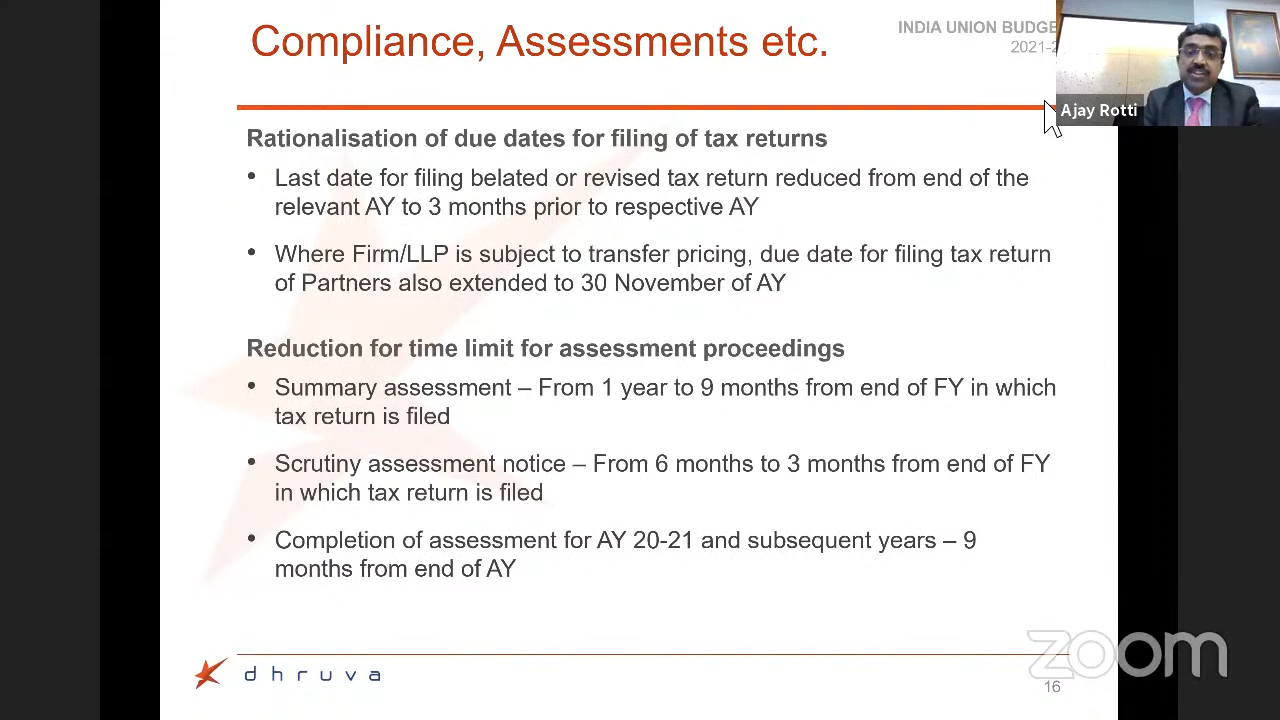 Compliance, Assessments etc.
INDIA UNION BUDGE
2021-2
Ajay Rotti
Rationalisation of due dates for filing of tax returns
• Last date for filing belated or revised tax return reduced from end of the
relevant AY to 3 months prior to respective AY
• Where Firm/LLP is subject to transfer pricing, due date for filing tax return
of Partners also extended to 30 November of AY
Reduction for time limit for assessment proceedings
• Summary assessment – From 1 year to 9 months from end of FY in which
tax return is filed
• Scrutiny assessment notice – From 6 months to 3 months from end of FY
in which tax return is filed
• Completion of assessment for AY 20-21 and subsequent years – 9
months from end of AY
dhruva
zoom
16